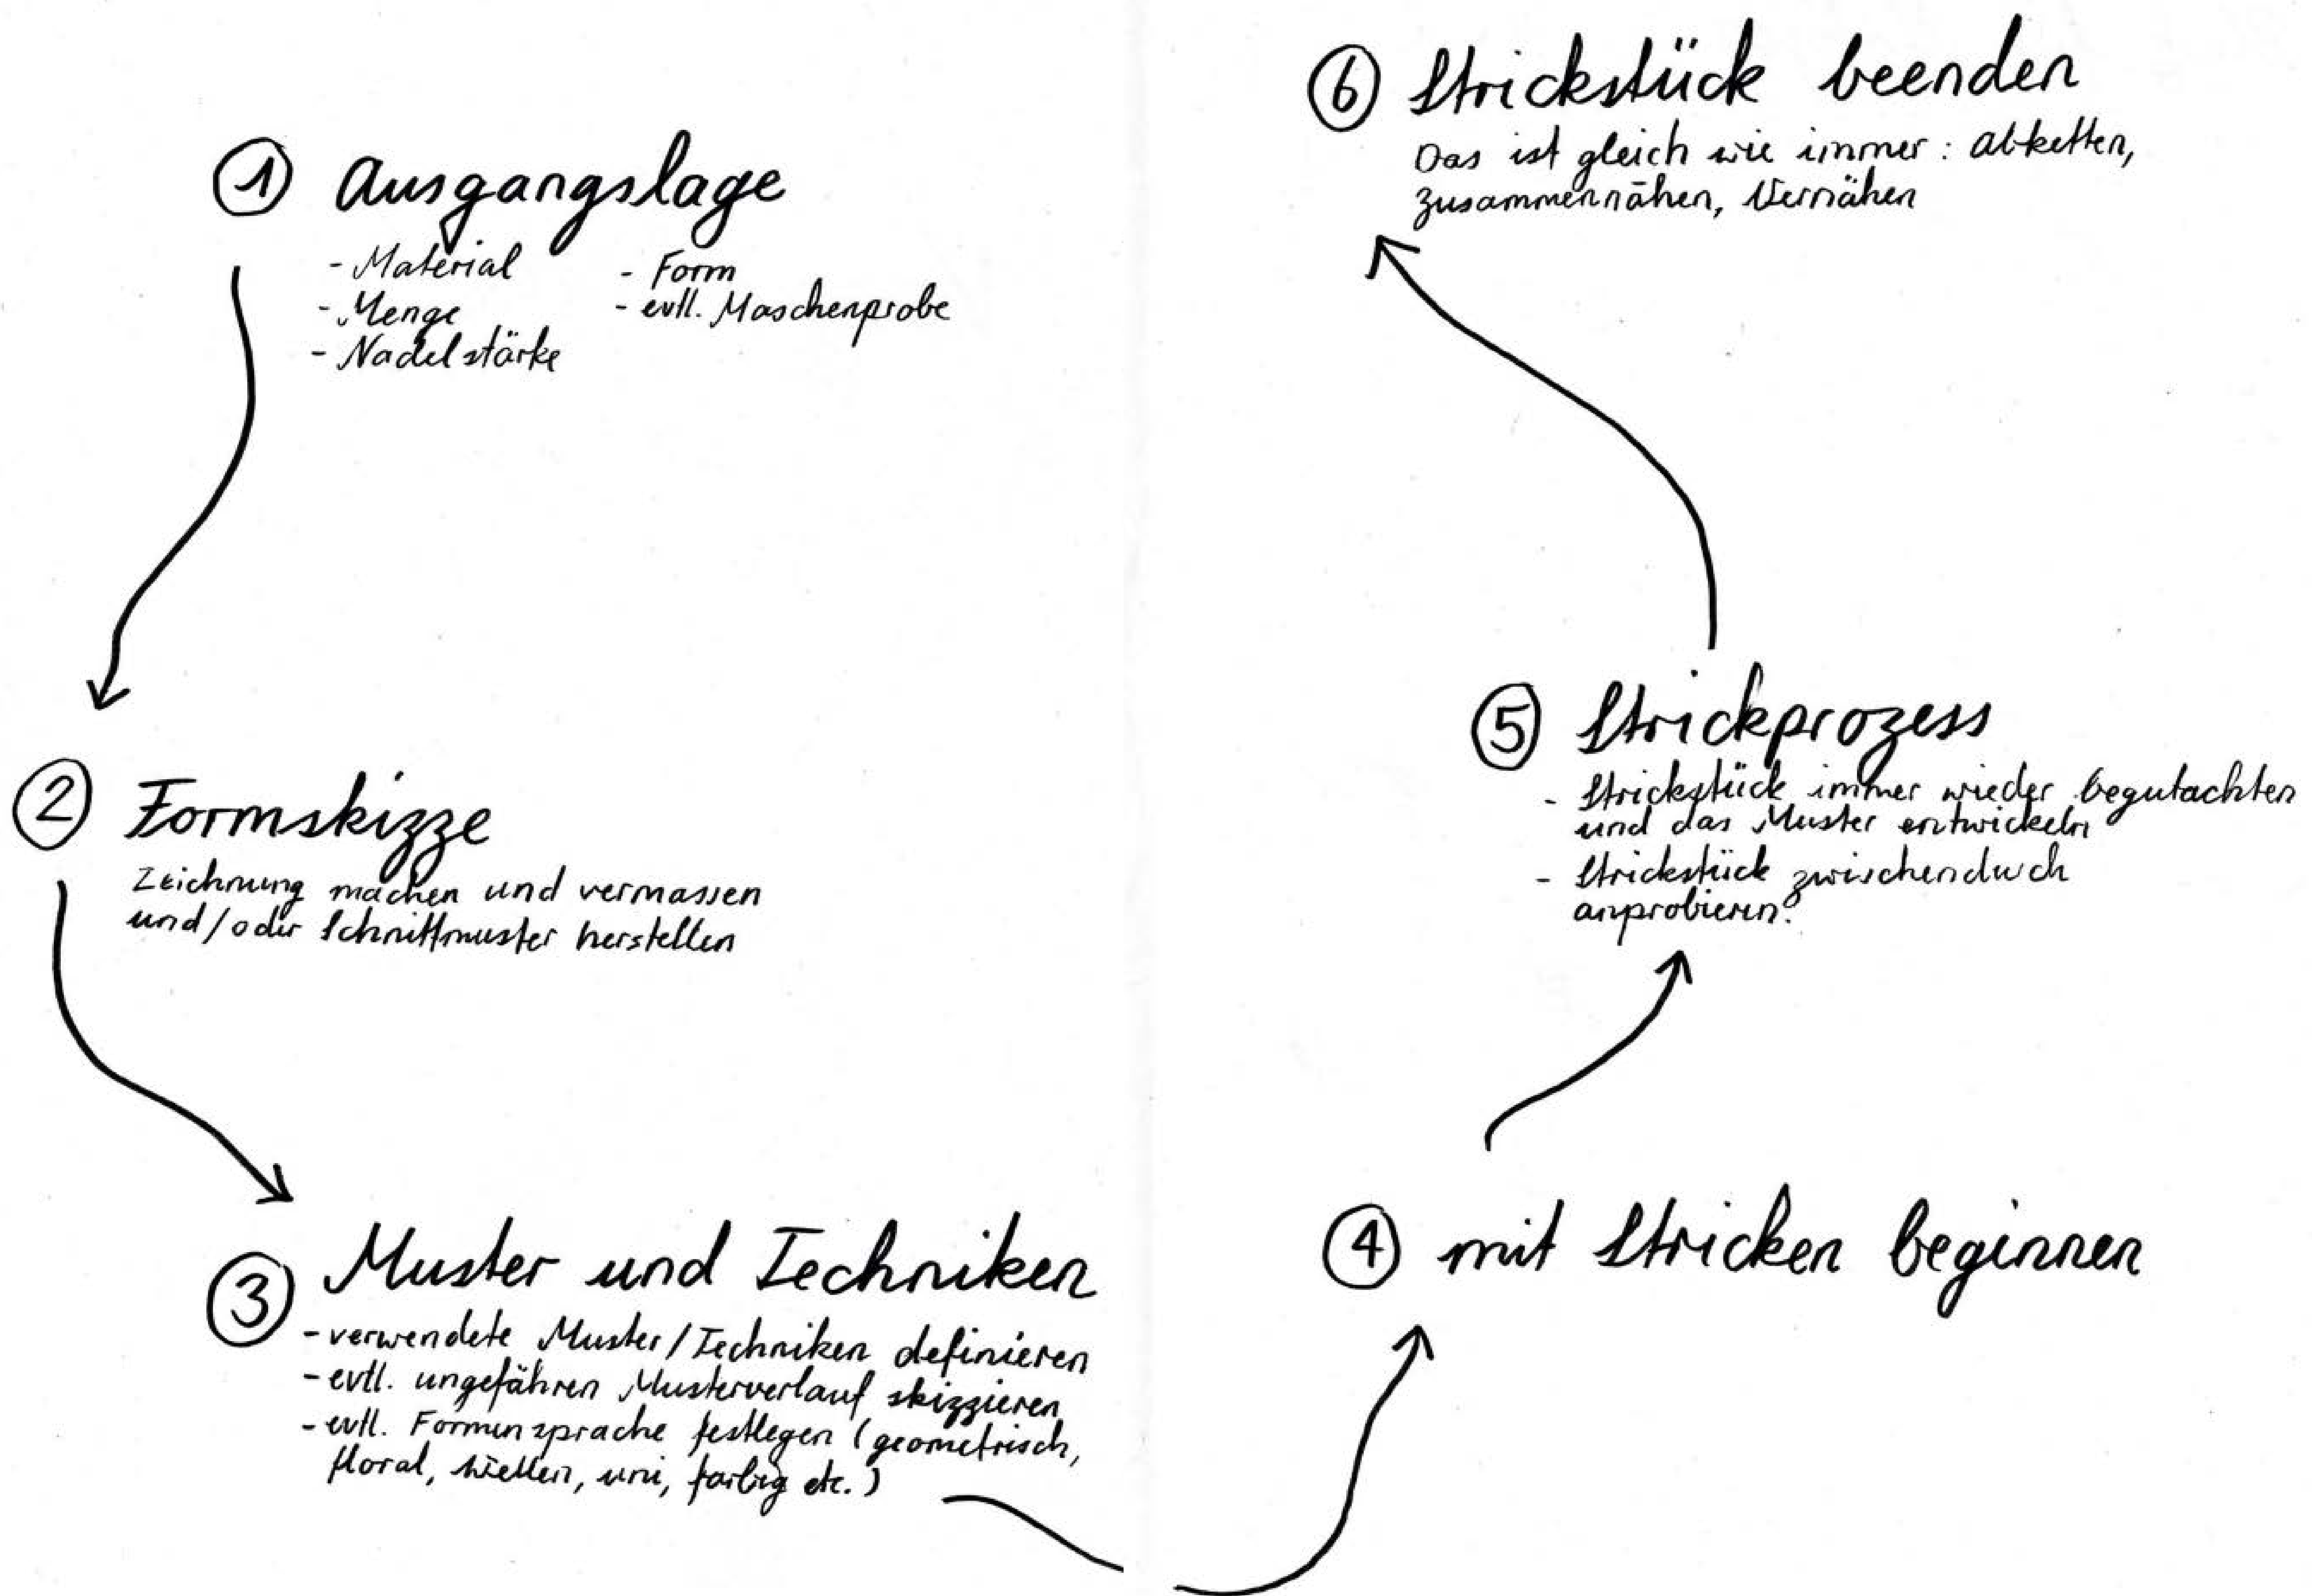 ① Ausgangslage
- Material
- Menge
- Nadelstärke
- Form
- evtl. Maschenprobe
② Formskizze
Zeichnung machen und vermassen
und/oder Schnittmuster herstellen
③ Muster und Techniken
- verwendete Muster/Techniken definieren
- evtl. ungefähren Musterverlauf skizzieren
- evtl. Formensprache festlegen (geometrisch,
floral, Wellen, uni, farbig etc.)
④ mit Stricken beginnen
⑤ Strickprozess
- Strickstück immer wieder begutachten
und das Muster entwickeln
- Strickstück zwischenduch
anprobieren?
⑥ Strickstück beenden
Das ist gleich wie immer: Abketten,
zusammennähen, Vernähen